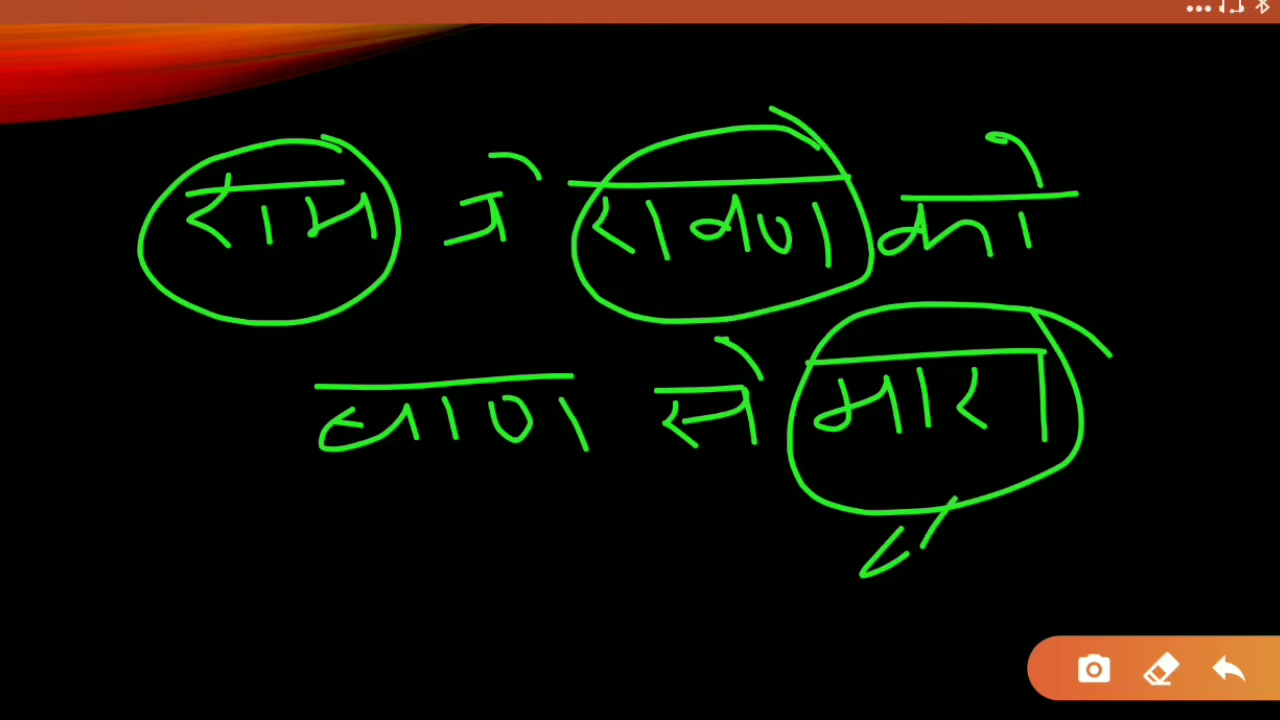 राम ने रावण को
बाण से मारा